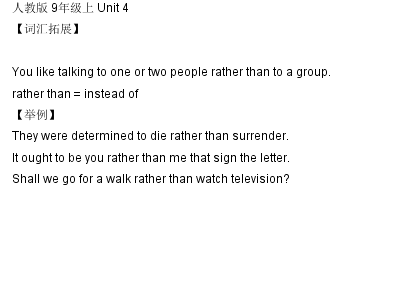 人教版 9年级上 Unit 4
【词汇拓展】
You like talking to one or two people rather than to a group.
rather than = instead of
【举例】
They were determined to die rather than surrender.
It ought to be you rather than me that sign the letter.
Shall we go for a walk rather than watch television?